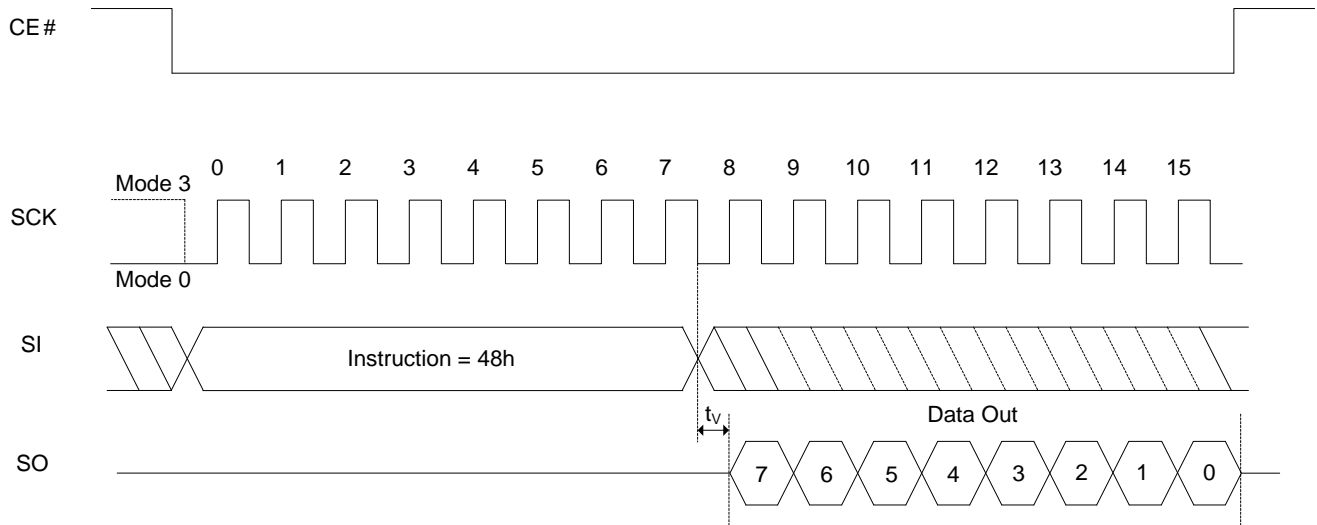 CE#
0 1 2 3 4 5 6 7 8 9 10 11 12 13 14 15
Mode 3
SCK
Mode 0
SI
Instruction = 48h
tV
Data Out
SO
7 6 5 4 3 2 1 0